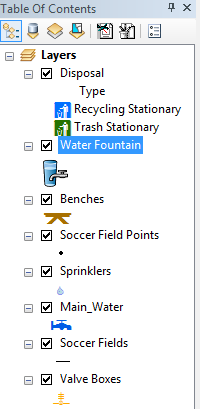 Table Of Contents
Layers
Disposal
Type
Recycling Stationary
Trash Stationary
Water Fountain
Benches
Soccer Field Points
Sprinklers
Main_Water
Soccer Fields
Valve Boxes